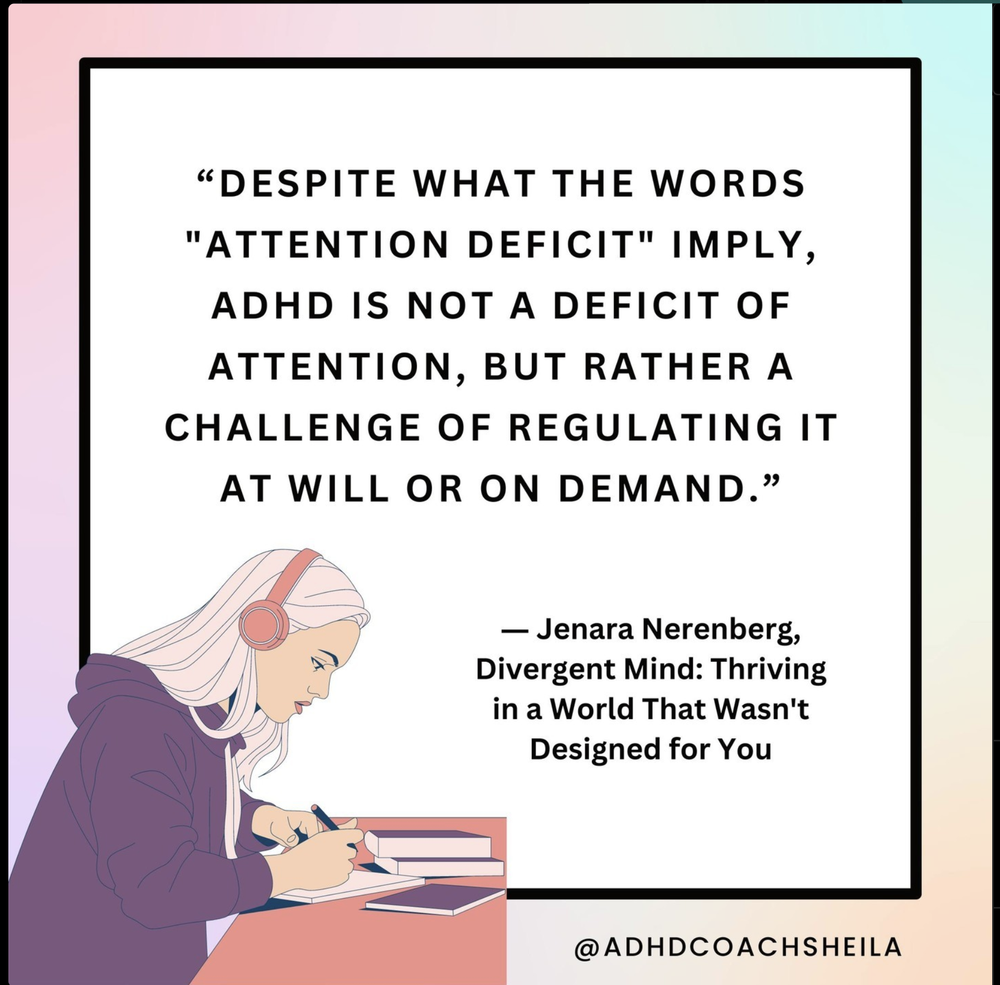 “DESPITE WHAT THE WORDS
"ATTENTION DEFICIT" IMPLY,
ADHD IS NOT A DEFICIT OF
ATTENTION, BUT RATHER A
CHALLENGE OF REGULATING IT
AT WILL OR ON DEMAND.”
— Jenara Nerenberg,
Divergent Mind: Thriving
in a World That Wasn't
Designed for You
@ADHDCOACHSHEILA